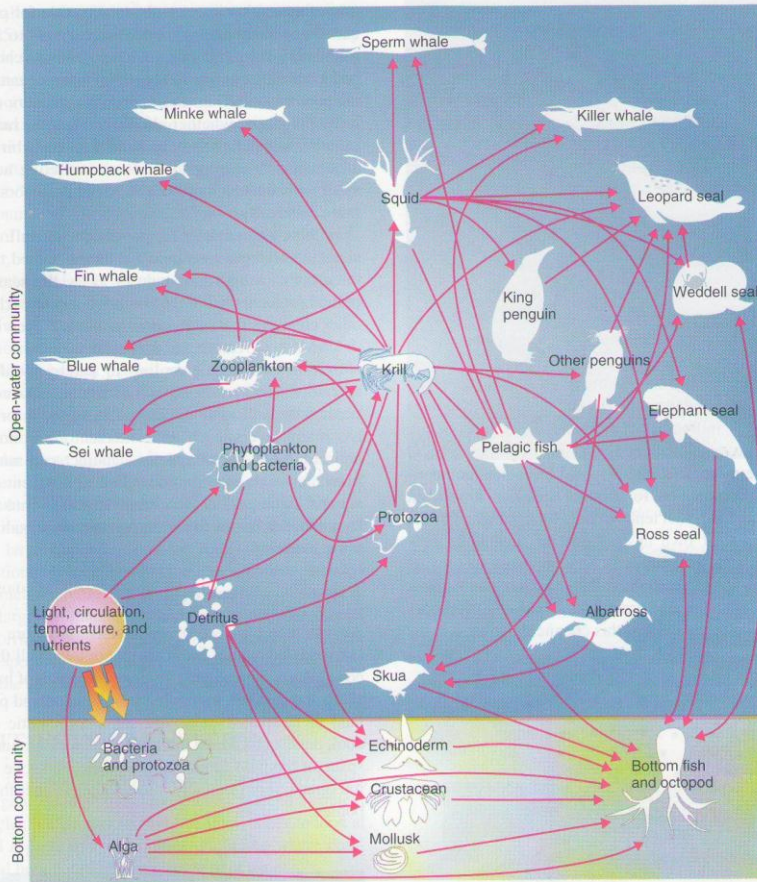 Sperm whale
Minke whale
Killer whale
Humpback whale
Squid
Leopard seal
Fin whale
King
penguin
Weddell seal
Open-water community
Blue whale
Zooplankton
Krill
Other penguins
Elephant seal
Sei whale
Phytoplankton
and bacteria
Pelagic fish
Protozoa
Ross seal
Light, circulation,
temperature, and
nutrients
Detritus
Albatross
Skua
Bottom community
Bacteria
and protozoa
Echinoderm
Bottom fish
and octopod
Crustacean
Alga
Mollusk